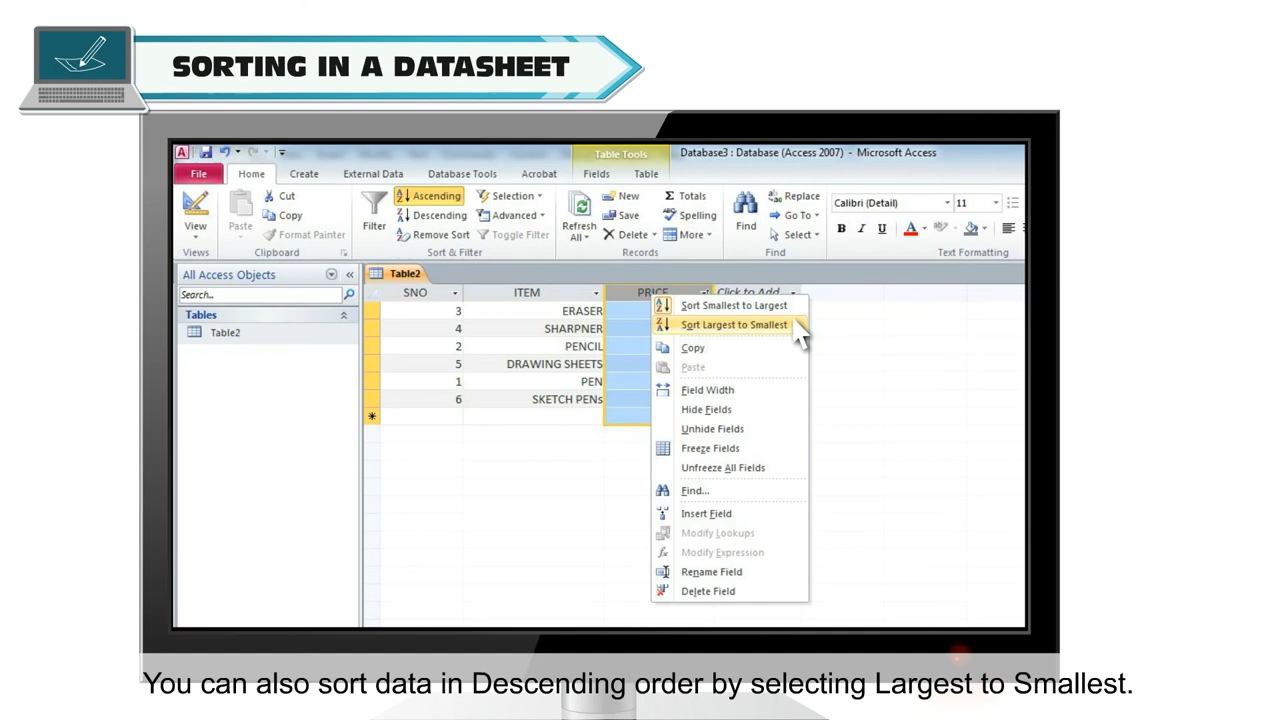 SORTING IN A DATASHEET
Table Tools
Database3 : Database (Access 2007) - Microsoft Access
File Home Create External Data Database Tools Acrobat Fields Table
View
Views
Paste
Cut
Copy
Format Painter
Clipboard
Filter
Ascending
Descending
Remove Sort
Selection
Advanced
Toggle Filter
Sort & Filter
Refresh
All
New
Save
Delete
Totals
Spelling
More
Records
Find
Replace
Go To
Select
Find
Calibri (Detail) 11
B I U A
Text Formatting
All Access Objects
Search...
Tables
Table2
Table2
SNO ITEM PRICE Click to Add
3 ERASER
4 SHARPNER
2 PENCIL
5 DRAWING SHEETS
1 PEN
6 SKETCH PENs
Sort Smallest to Largest
Sort Largest to Smallest
Copy
Paste
Field Width
Hide Fields
Unhide Fields
Freeze Fields
Unfreeze All Fields
Find...
Insert Field
Modify Lookups
Modify Expression
Rename Field
Delete Field
You can also sort data in Descending order by selecting Largest to Smallest.